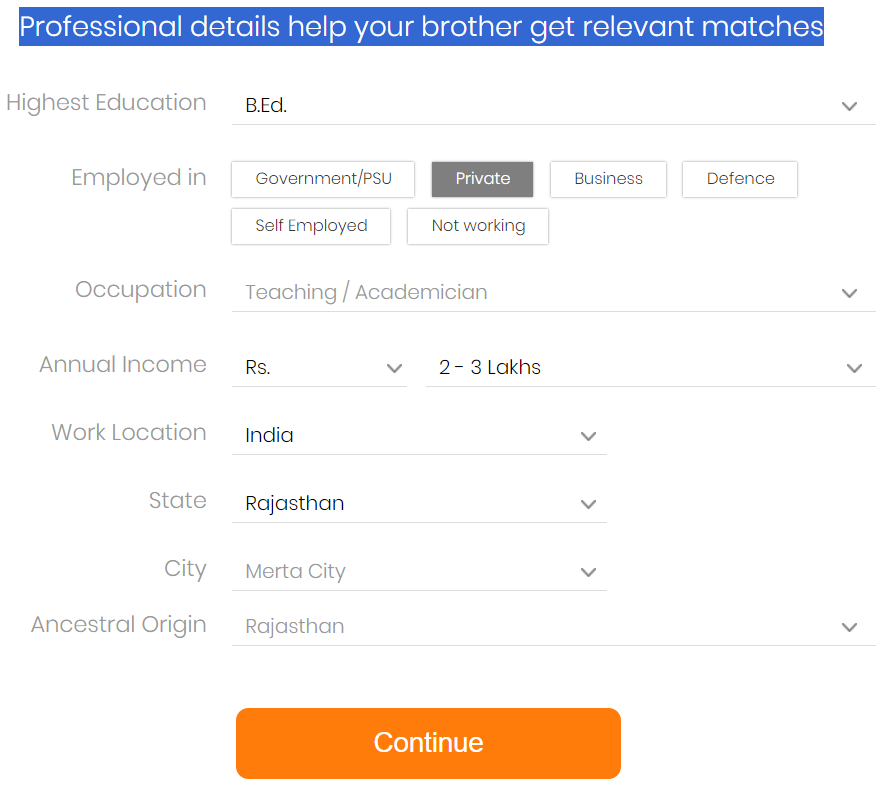 Professional details help your brother get relevant matches
Highest Education B.Ed.
Employed in Government/PSU Private Business Defence
Self Employed Not working
Occupation Teaching / Academician
Annual Income Rs. 2 - 3 Lakhs
Work Location India
State Rajasthan
City Merta City
Ancestral Origin Rajasthan
Continue